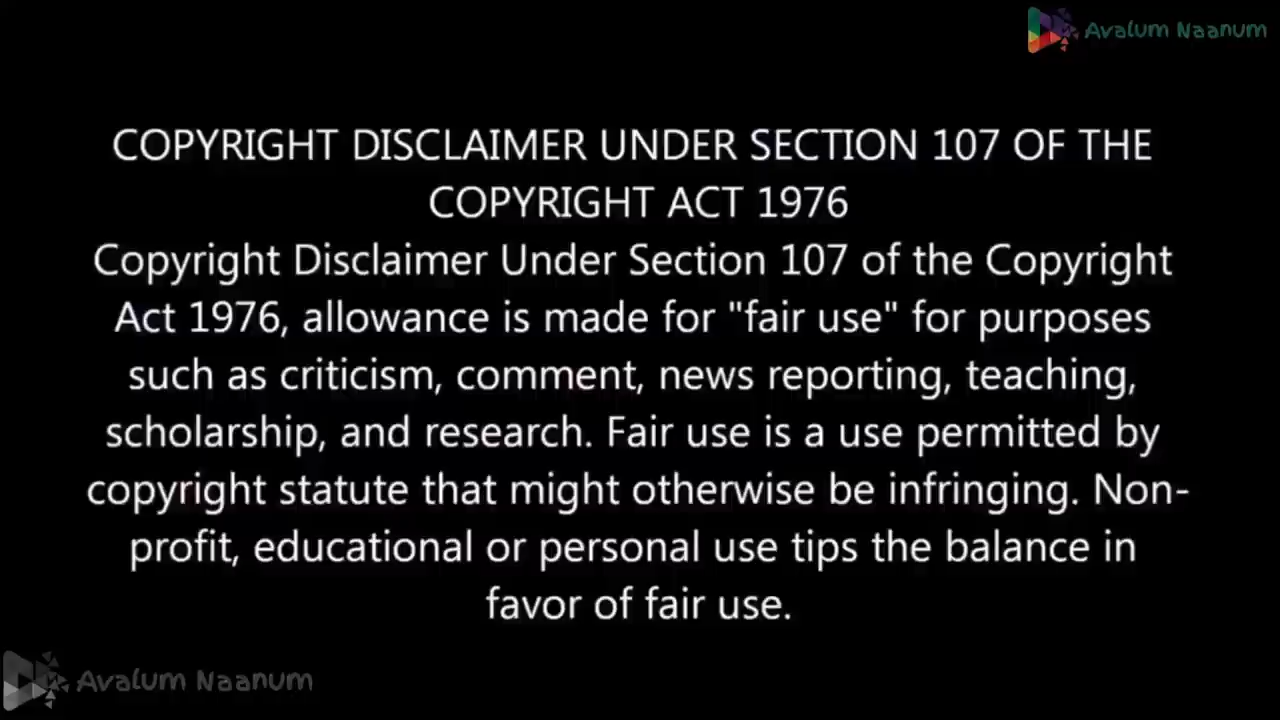 Avalum Naanum
COPYRIGHT DISCLAIMER UNDER SECTION 107 OF THE
COPYRIGHT ACT 1976
Copyright Disclaimer Under Section 107 of the Copyright
Act 1976, allowance is made for "fair use" for purposes
such as criticism, comment, news reporting, teaching,
scholarship, and research. Fair use is a use permitted by
copyright statute that might otherwise be infringing. Non-
profit, educational or personal use tips the balance in
favor of fair use.
Avalum Naanum